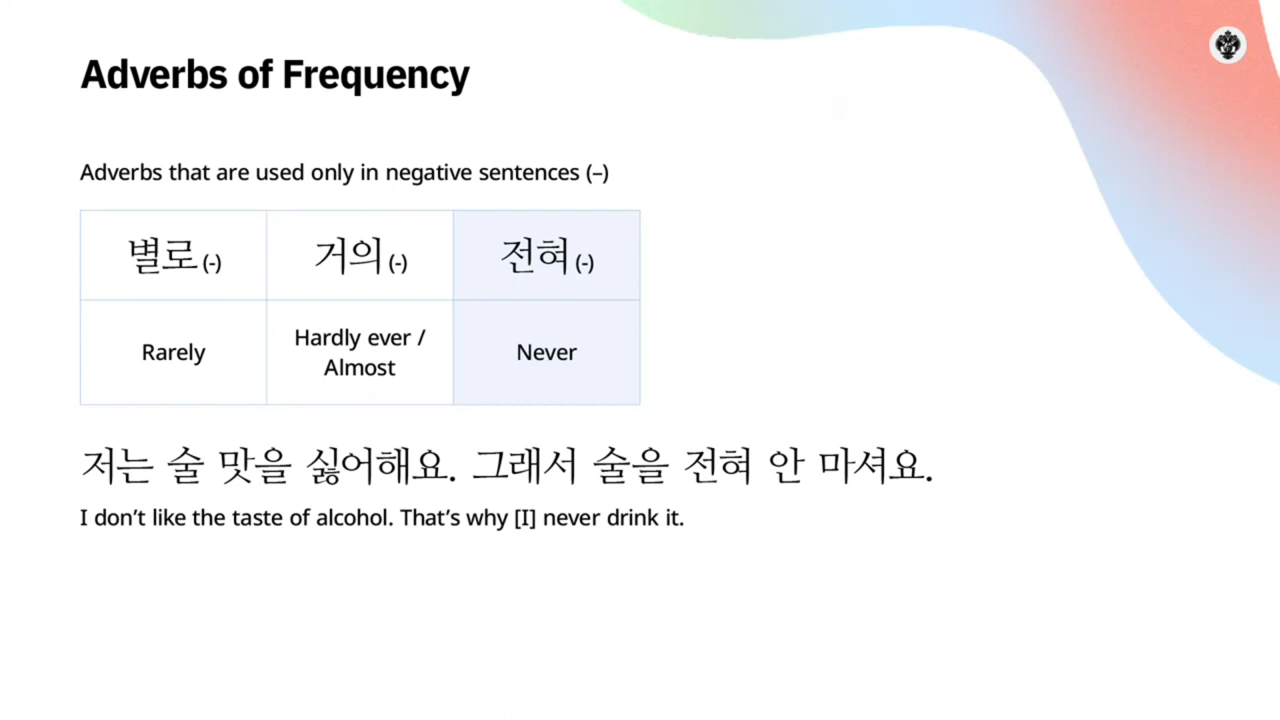 Adverbs of Frequency
Adverbs that are used only in negative sentences (–)
별로 (-) 거의 (-) 전혀 (-)
Rarely Hardly ever / Almost Never
저는 술 맛을 싫어해요. 그래서 술을 전혀 안 마셔요.
I don’t like the taste of alcohol. That’s why [I] never drink it.